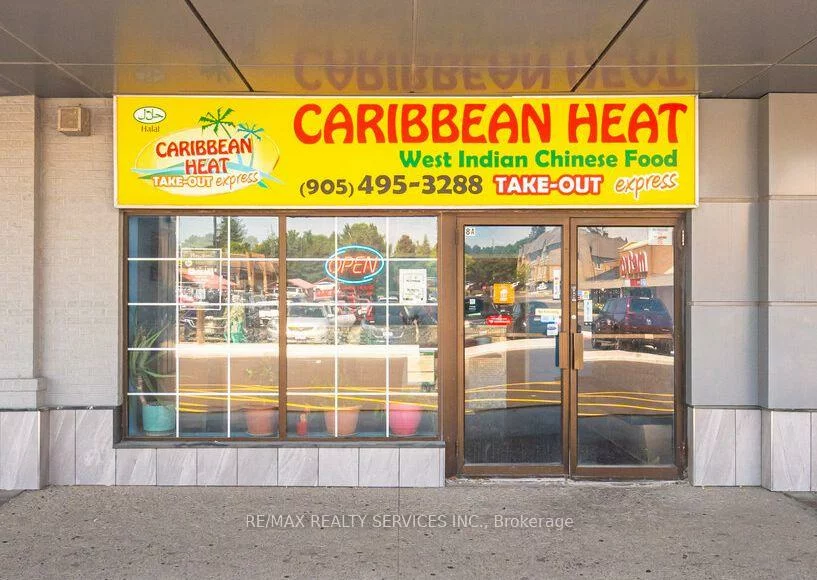 حلال
Halal
CARIBBEAN
HEAT
TAKE-OUT express
CARIBBEAN HEAT
West Indian Chinese Food
(905) 495-3288 TAKE-OUT express
8A
OPEN
RE/MAX REALTY SERVICES INC., Brokerage